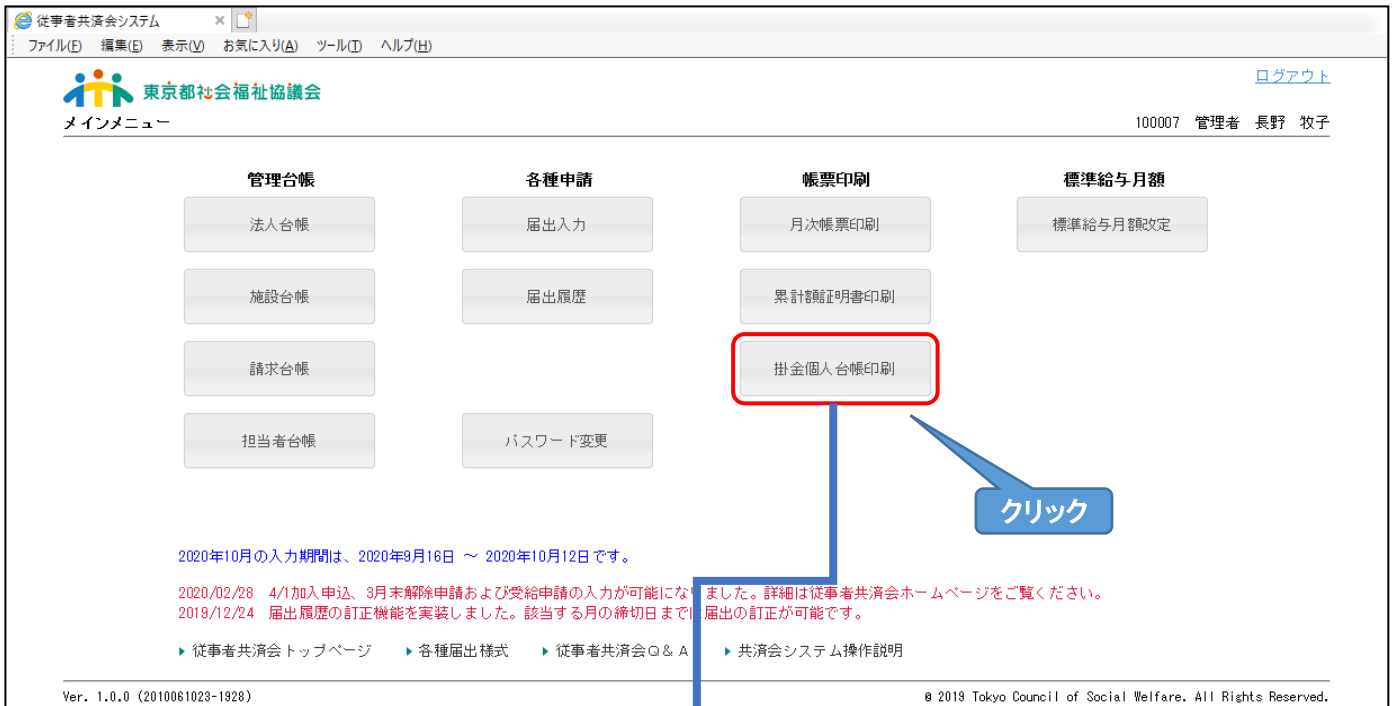 従事者共済会システム
ファイル(F) 編集(E) 表示(V) お気に入り(A) ツール(T) ヘルプ(H)
東京都社会福祉協議会
ログアウト
メインメニュー
100007 管理者 長野 牧子
管理台帳 各種申請 帳票印刷 標準給与月額
法人台帳 届出入力 月次帳票印刷 標準給与月額改定
施設台帳 届出履歴 累計額証明書印刷
請求台帳 掛金個人台帳印刷
担当者台帳 パスワード変更
クリック
2020年10月の入力期間は、2020年9月16日 ～ 2020年10月12日です。
2020/02/28 4/1加入申込、3月末解除申請および受給申請の入力が可能になりました。詳細は従事者共済会ホームページをご覧ください。
2019/12/24 届出履歴の訂正機能を実装しました。該当する月の締切日まで届出の訂正が可能です。
従事者共済会トップページ 各種届出様式 従事者共済会Q&A 共済会システム操作説明
Ver. 1.0.0 (2010061023-1928)
© 2019 Tokyo Council of Social Welfare. All Rights Reserved.